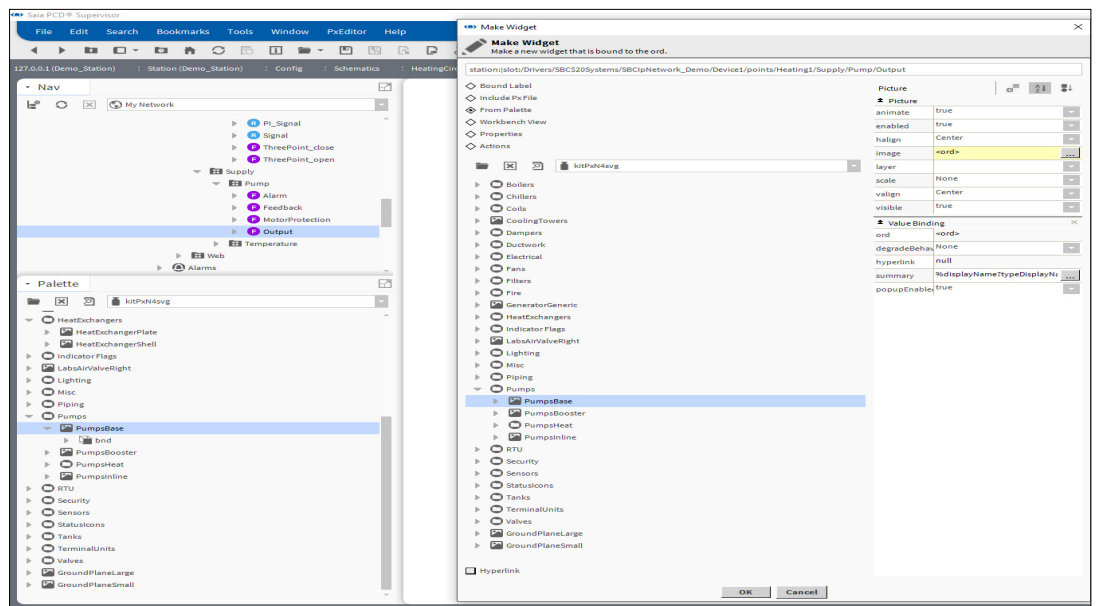 Saia PCD® Supervisor
File Edit Search Bookmarks Tools Window PxEditor Help
127.0.0.1 (Demo_Station) : Station (Demo_Station) : Config : Schematics : HeatingCir
Nav
My Network
PI_Signal
Signal
ThreePoint_close
ThreePoint_open
Supply
Pump
Alarm
Feedback
MotorProtection
Output
Temperature
Web
Alarms
Palette
kitPxN4svg
HeatExchangers
HeatExchangerPlate
HeatExchangerShell
Indicator Flags
LabsAirValveRight
Lighting
Misc
Piping
Pumps
PumpsBase
bnd
PumpsBooster
PumpsHeat
PumpsInline
RTU
Security
Sensors
StatusIcons
Tanks
TerminalUnits
Valves
GroundPlaneLarge
GroundPlaneSmall
Make Widget
Make Widget
Make a new widget that is bound to the ord.
station:|slot:/Drivers/SBCS20Systems/SBCIpNetwork_Demo/Device1/points/Heating1/Supply/Pump/Output
Bound Label
Include Px File
From Palette
Workbench View
Properties
Actions
kitPxN4svg
Boilers
Chillers
Coils
CoolingTowers
Dampers
Ductwork
Electrical
Fans
Filters
Fire
GeneratorGeneric
HeatExchangers
Indicator Flags
LabsAirValveRight
Lighting
Misc
Piping
Pumps
PumpsBase
PumpsBooster
PumpsHeat
PumpsInline
RTU
Security
Sensors
StatusIcons
Tanks
TerminalUnits
Valves
GroundPlaneLarge
GroundPlaneSmall
Hyperlink
Picture
Picture
animate true
enabled true
halign Center
image <ord> ...
layer
scale None
valign Center
visible true
Value Binding
ord <ord>
degradeBehav None
hyperlink null
summary %displayName?typeDisplayNa ...
popupEnable true
OK Cancel